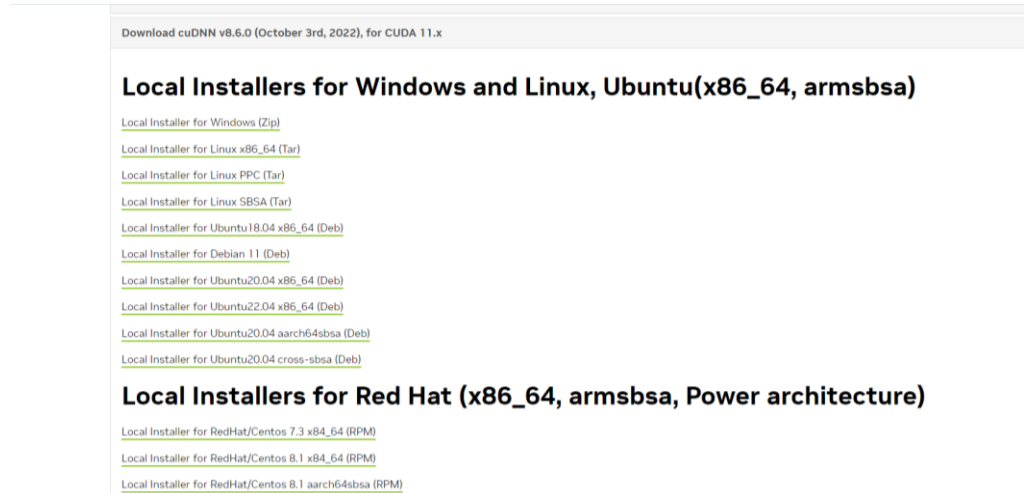 Download cuDNN v8.6.0 (October 3rd, 2022), for CUDA 11.x
Local Installers for Windows and Linux, Ubuntu(x86_64, armsbsa)
Local Installer for Windows (Zip)
Local Installer for Linux x86_64 (Tar)
Local Installer for Linux PPC (Tar)
Local Installer for Linux SBSA (Tar)
Local Installer for Ubuntu18.04 x86_64 (Deb)
Local Installer for Debian 11 (Deb)
Local Installer for Ubuntu20.04 x86_64 (Deb)
Local Installer for Ubuntu22.04 x86_64 (Deb)
Local Installer for Ubuntu20.04 aarch64sbsa (Deb)
Local Installer for Ubuntu20.04 cross-sbsa (Deb)
Local Installers for Red Hat (x86_64, armsbsa, Power architecture)
Local Installer for RedHat/Centos 7.3 x84_64 (RPM)
Local Installer for RedHat/Centos 8.1 x84_64 (RPM)
Local Installer for RedHat/Centos 8.1 aarch64sbsa (RPM)